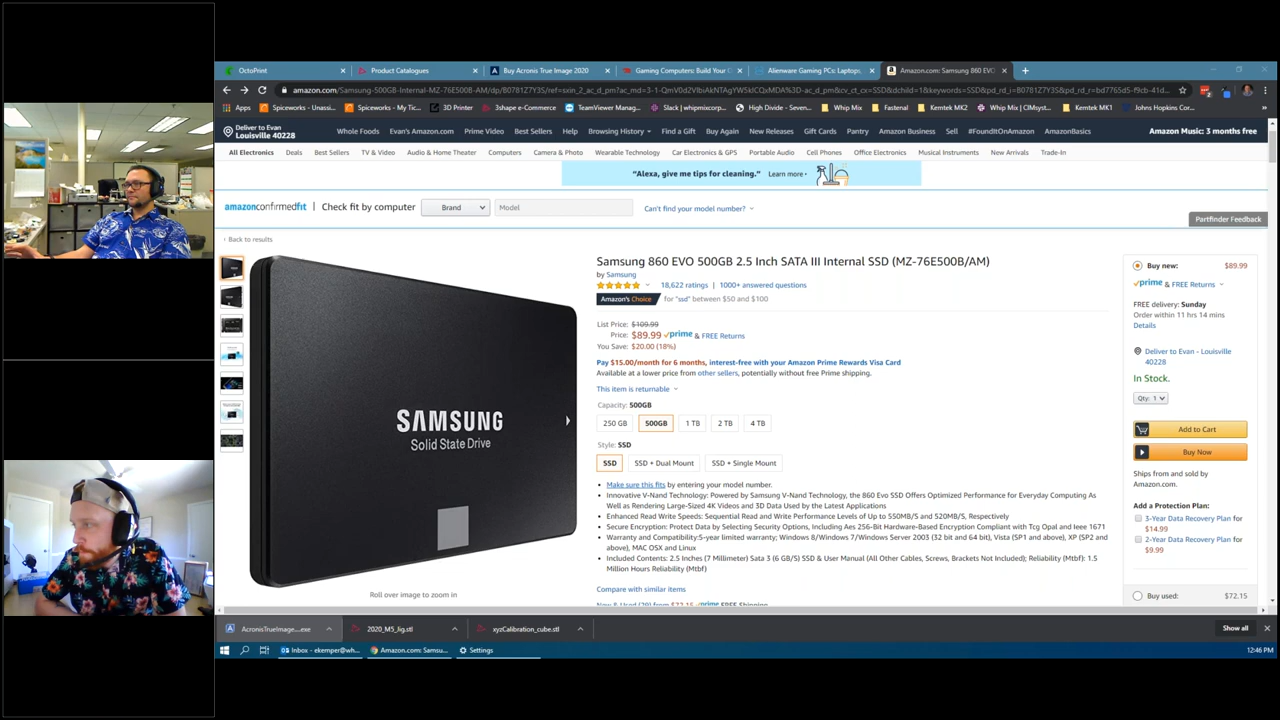 OctoPrint
Product Catalogues
Buy Acronis True Image 2020
Gaming Computers: Build Your C
Alienware Gaming PCs: Laptops,
Amazon.com: Samsung 860 EVO
Apps
Spiceworks - Unassi...
Spiceworks - My Tic...
3D Printer
3shape e-Commerce
TeamViewer Manag...
Slack | whipmixcorp...
High Divide - Seven...
Whip Mix
Fastenal
Kemtek MK2
Whip Mix | CIMsyst...
Kemtek MK1
Johns Hopkins Cor...
Deliver to Evan
Louisville 40228
Whole Foods
Evan's Amazon.com
Prime Video
Best Sellers
Help
Browsing History
Find a Gift
Buy Again
New Releases
Gift Cards
Pantry
Amazon Business
Sell
#FoundItOnAmazon
AmazonBasics
Amazon Music: 3 months free
All Electronics
Deals
Best Sellers
TV & Video
Audio & Home Theater
Computers
Camera & Photo
Wearable Technology
Car Electronics & GPS
Portable Audio
Cell Phones
Office Electronics
Musical Instruments
New Arrivals
Trade-In
“Alexa, give me tips for cleaning.” Learn more ›
amazonconfirmedfit | Check fit by computer
Brand
Model
Can't find your model number?
Partfinder Feedback
‹ Back to results
SAMSUNG
Solid State Drive
Roll over image to zoom in
Samsung 860 EVO 500GB 2.5 Inch SATA III Internal SSD (MZ-76E500B/AM)
by Samsung
18,622 ratings | 1000+ answered questions
Amazon's Choice for "ssd" between $50 and $100
List Price: $109.99
Price: $89.99 prime & FREE Returns
You Save: $20.00 (18%)
Pay $15.00/month for 6 months, interest-free with your Amazon Prime Rewards Visa Card
Available at a lower price from other sellers, potentially without free Prime shipping.
This item is returnable
Capacity: 500GB
250 GB
500GB
1 TB
2 TB
4 TB
Style: SSD
SSD
SSD + Dual Mount
SSD + Single Mount
• Make sure this fits by entering your model number.
• Innovative V-Nand Technology: Powered by Samsung V-Nand Technology, the 860 Evo SSD Offers Optimized Performance for Everyday Computing As
Well as Rendering Large-Sized 4K Videos and 3D Data Used by the Latest Applications
• Enhanced Read Write Speeds: Sequential Read and Write Performance Levels of Up to 550MB/S and 520MB/S, Respectively
• Secure Encryption: Protect Data by Selecting Security Options, Including Aes 256-Bit Hardware-Based Encryption Compliant with Tcg Opal and Ieee 1671
• Warranty and Compatibility:5-year limited warranty; Windows 8/Windows 7/Windows Server 2003 (32 bit and 64 bit), Vista (SP1 and above), XP (SP2 and
above), MAC OSX and Linux
• Included Contents: 2.5 Inches (7 Millimeter) Sata 3 (6 GB/S) SSD & User Manual (All Other Cables, Screws, Brackets Not Included); Reliability (Mtbf): 1.5
Million Hours Reliability (Mtbf)
Compare with similar items
Buy new: $89.99
prime & FREE Returns
FREE delivery: Sunday
Order within 11 hrs 14 mins
Details
Deliver to Evan - Louisville
40228
In Stock.
Qty: 1
Add to Cart
Buy Now
Ships from and sold by
Amazon.com.
Add a Protection Plan:
3-Year Data Recovery Plan for
$14.99
2-Year Data Recovery Plan for
$9.99
Buy used: $72.15
AcronisTrueImage....exe
2020_M5_Jig.stl
xyzCalibration_cube.stl
Show all
Inbox - ekemper@wh...
Amazon.com: Samsu...
Settings
12:46 PM